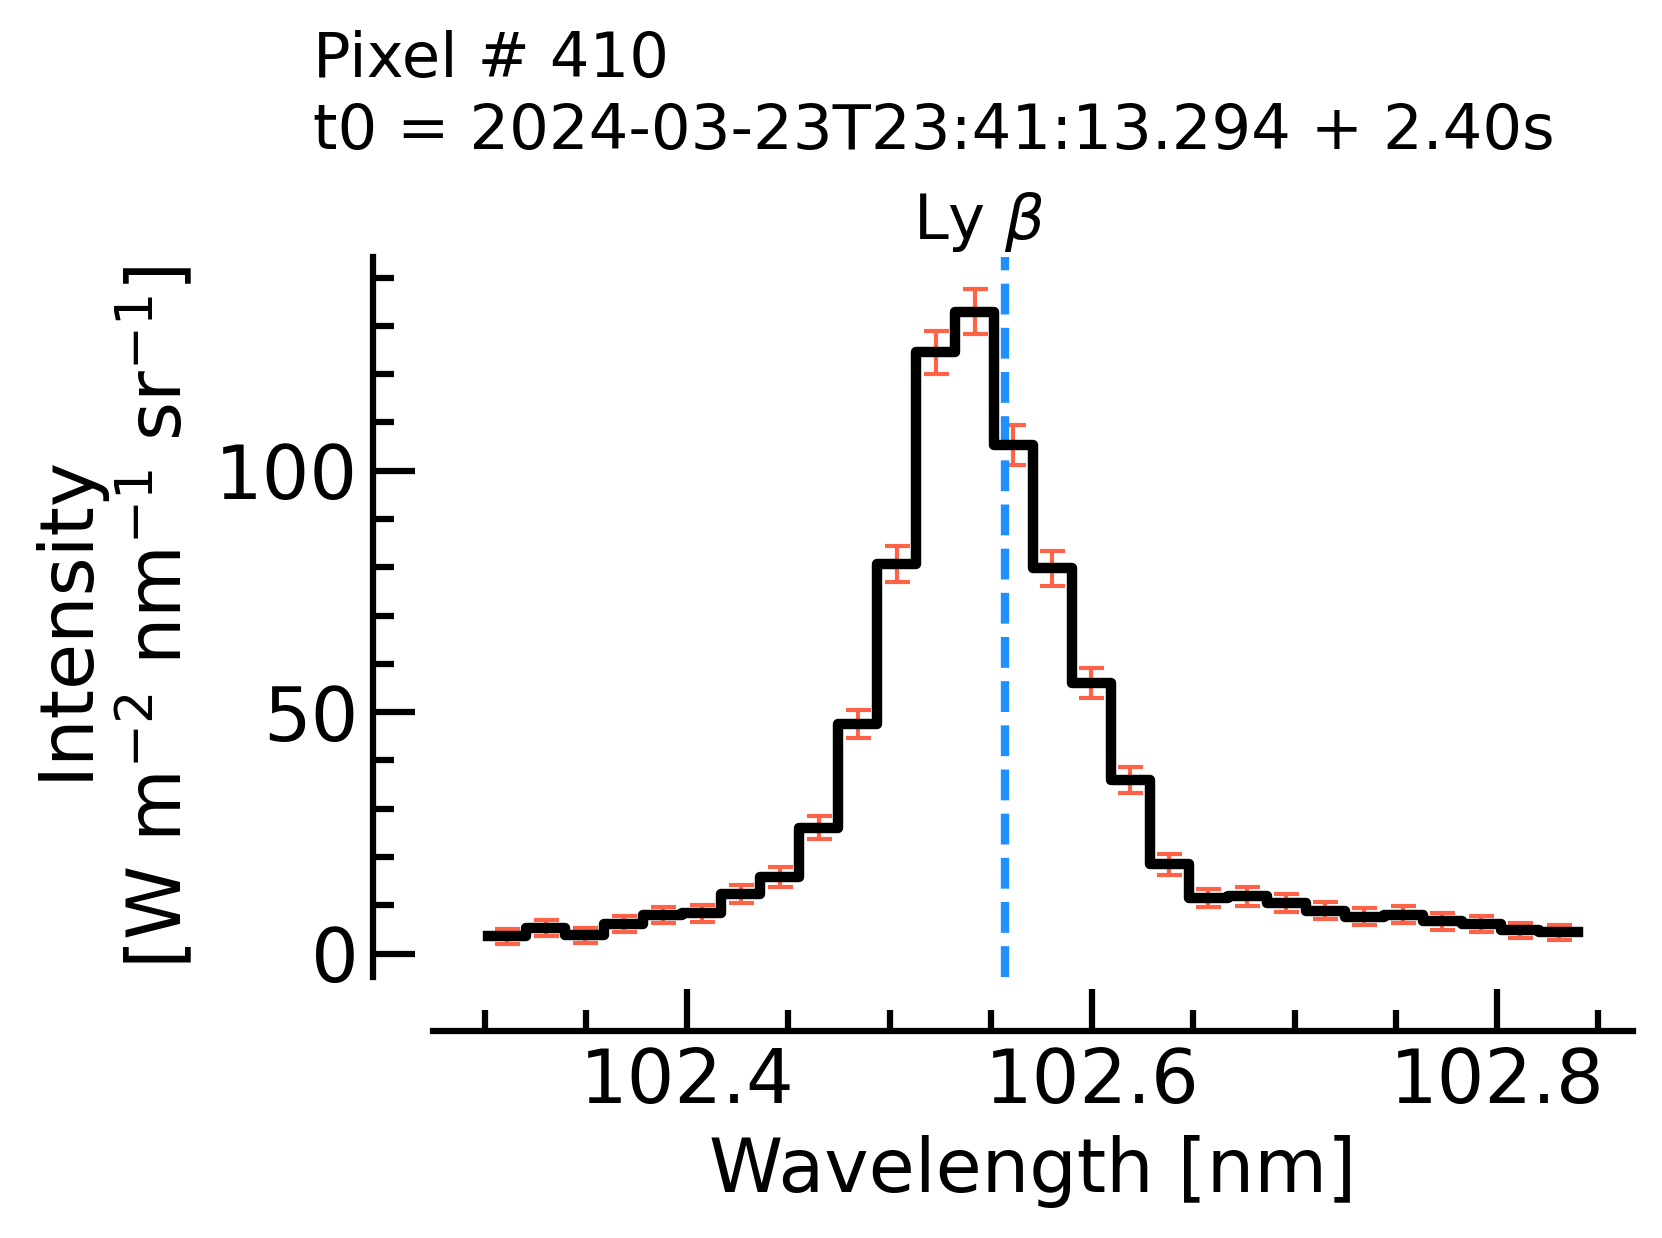 Pixel # 410
t0 = 2024-03-23T23:41:13.294 + 2.40s
Ly β
Intensity
[W m⁻² nm⁻¹ sr⁻¹]
100
50
0
102.4 102.6 102.8
Wavelength [nm]